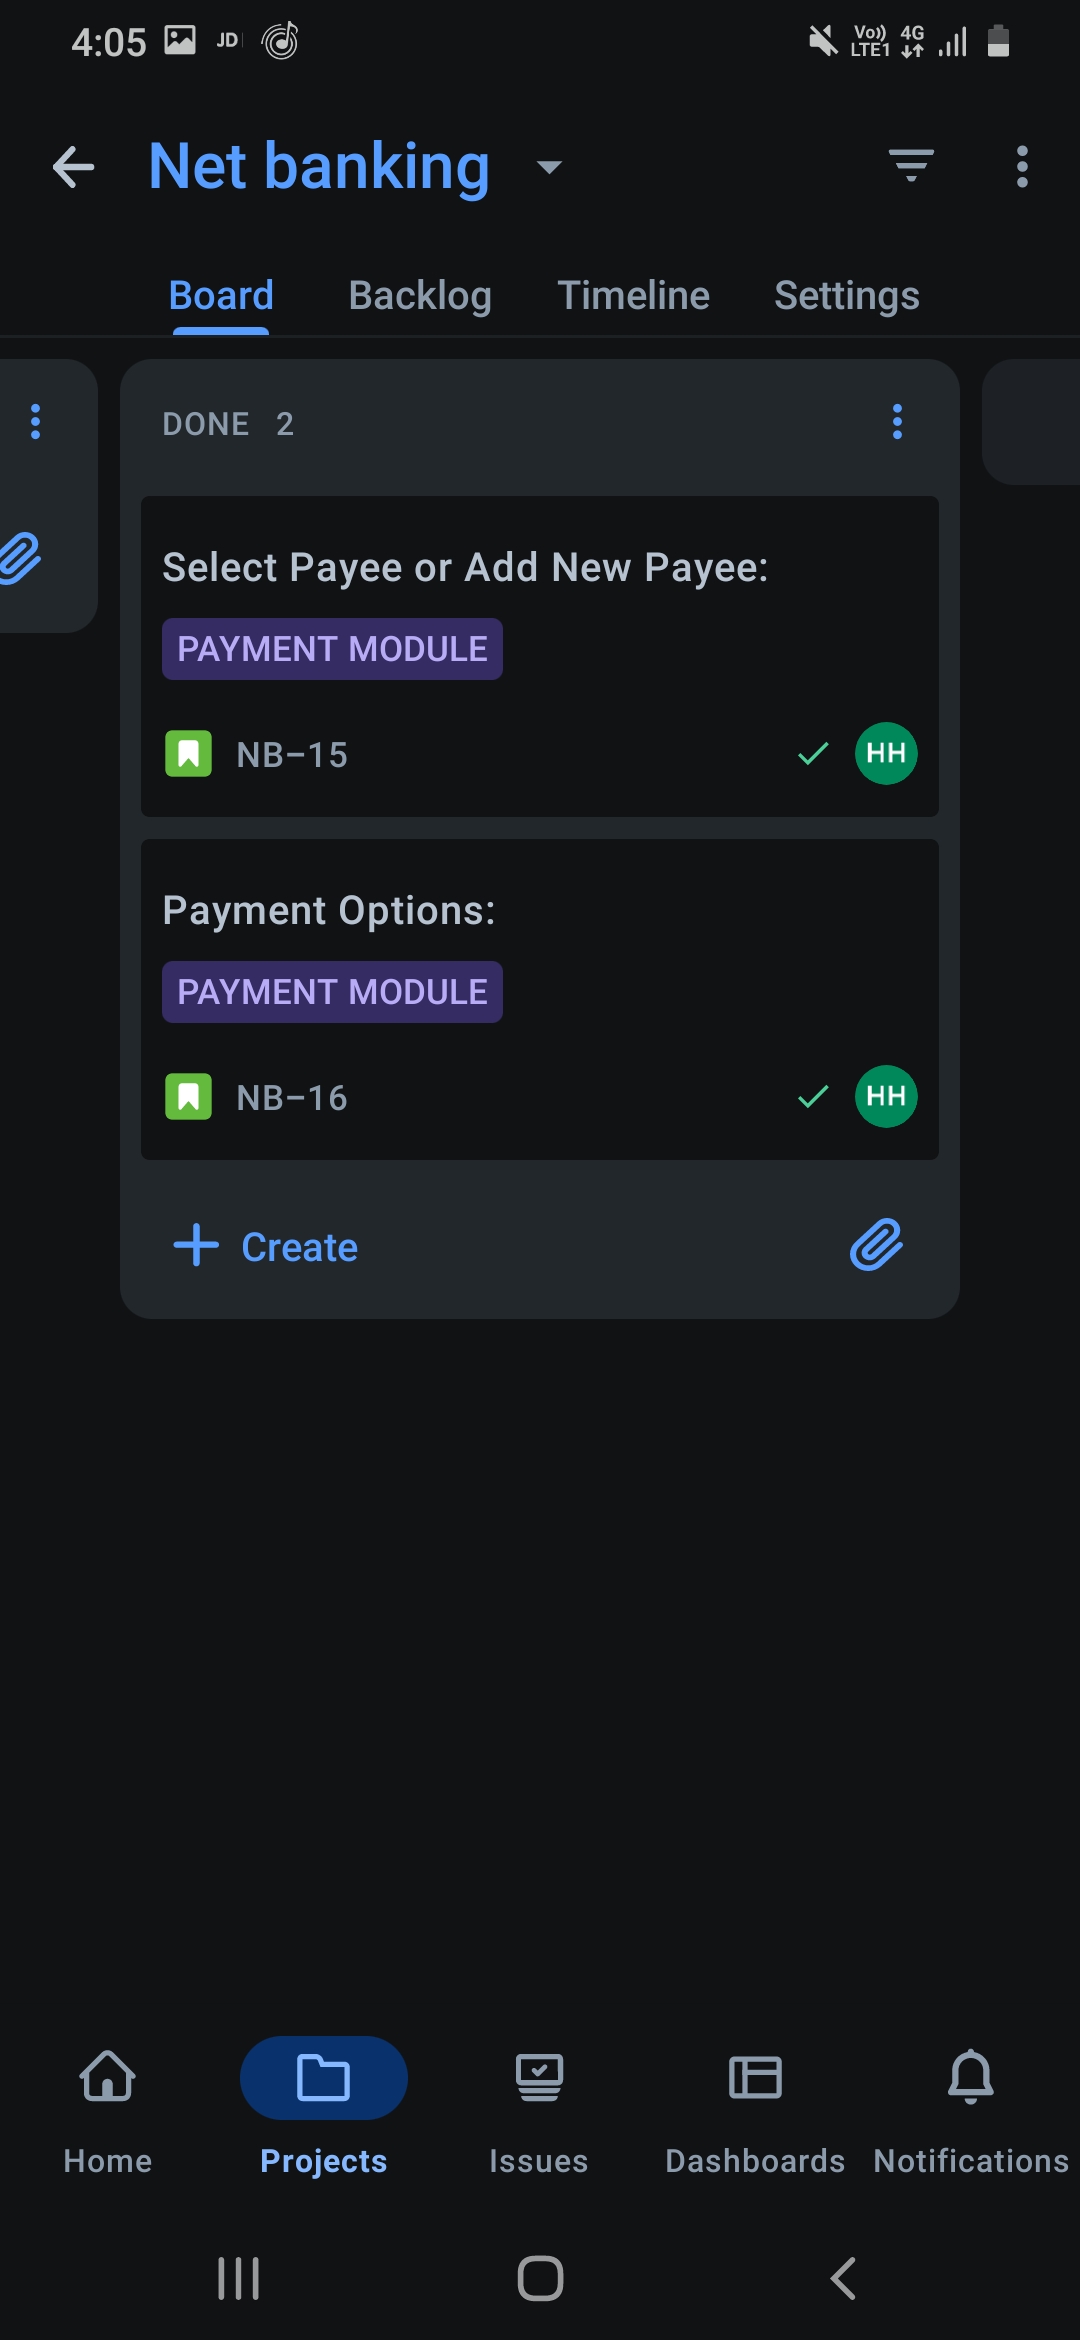 4:05 JD Vo)) 4G
LTE1
Net banking
Board Backlog Timeline Settings
DONE 2
Select Payee or Add New Payee:
PAYMENT MODULE
NB-15 HH
Payment Options:
PAYMENT MODULE
NB-16 HH
Create
Home Projects Issues Dashboards Notifications